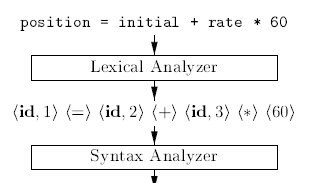 position = initial + rate * 60
Lexical Analyzer
⟨id, 1⟩ ⟨=⟩ ⟨id, 2⟩ ⟨+⟩ ⟨id, 3⟩ ⟨*⟩ ⟨60⟩
Syntax Analyzer